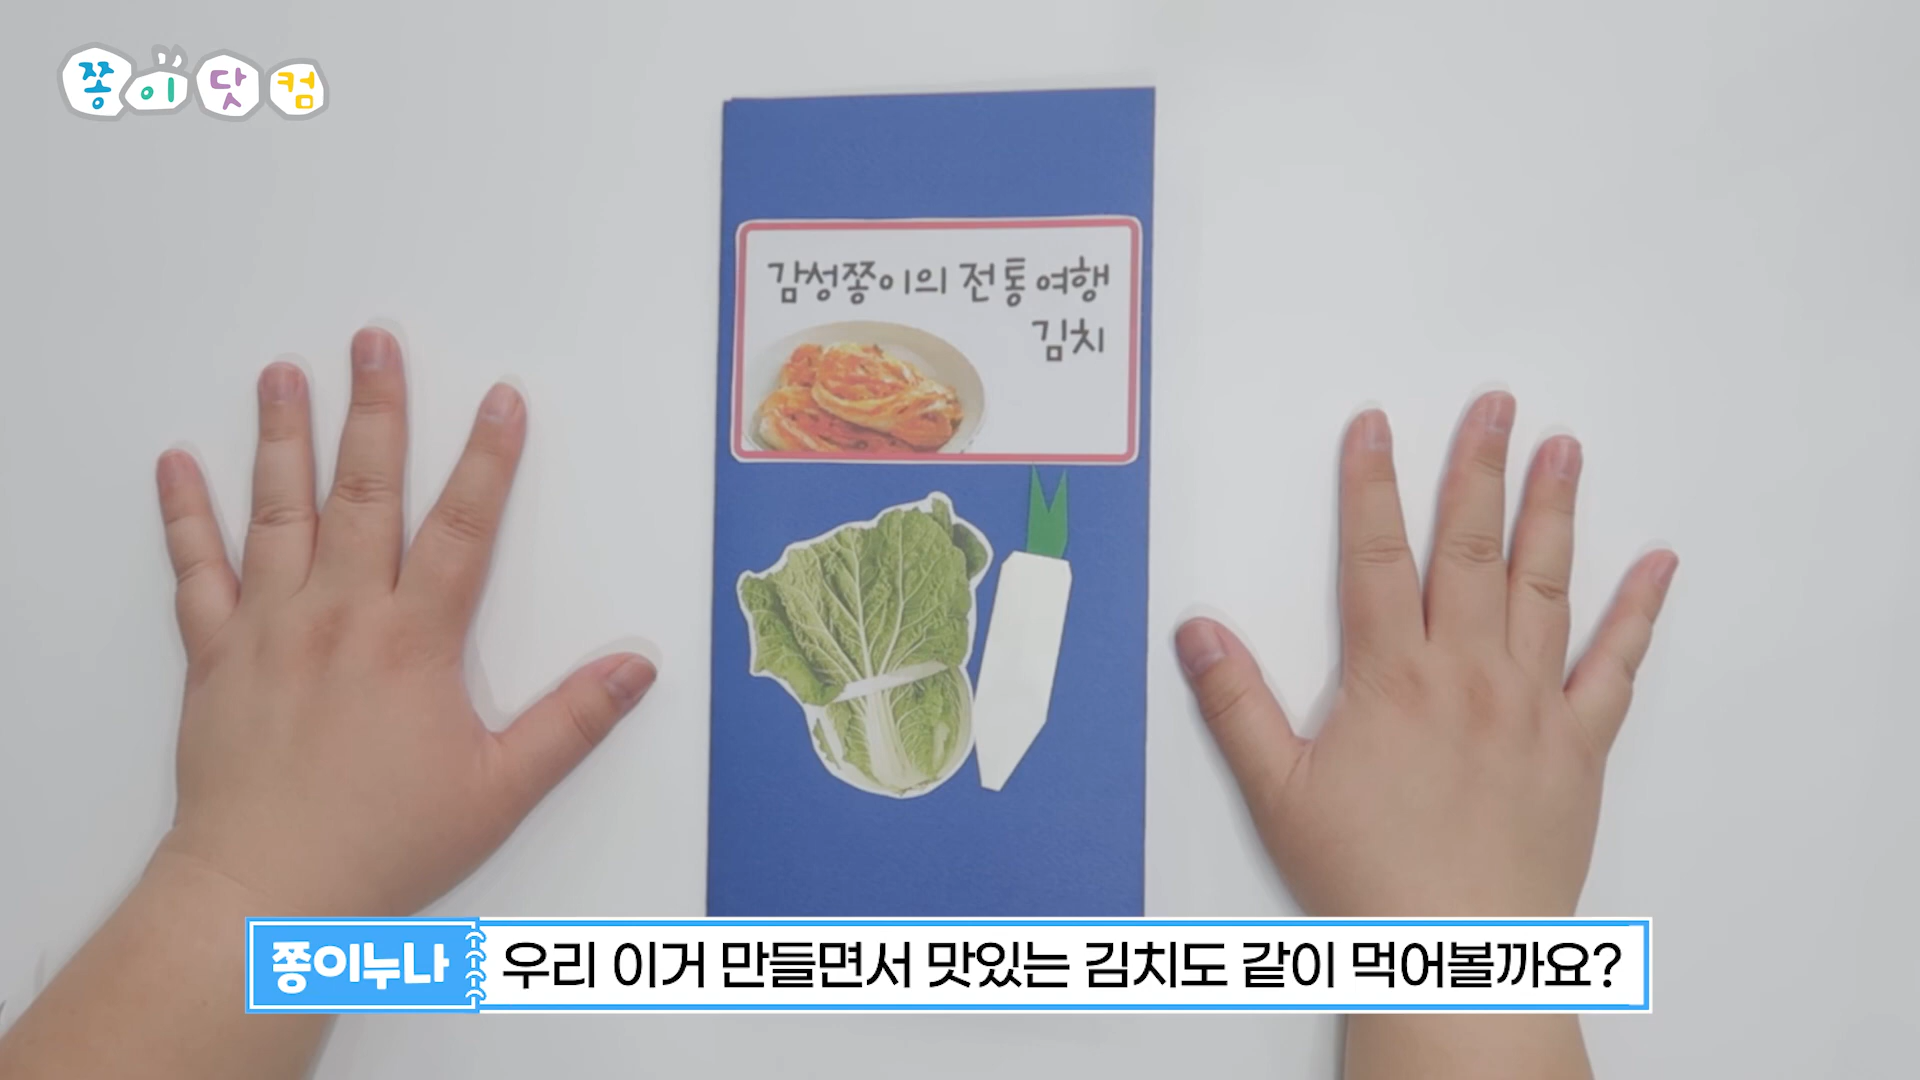 쫑이닷컴
감성쫑이의 전통여행
김치
쫑이누나
우리 이거 만들면서 맛있는 김치도 같이 먹어볼까요?